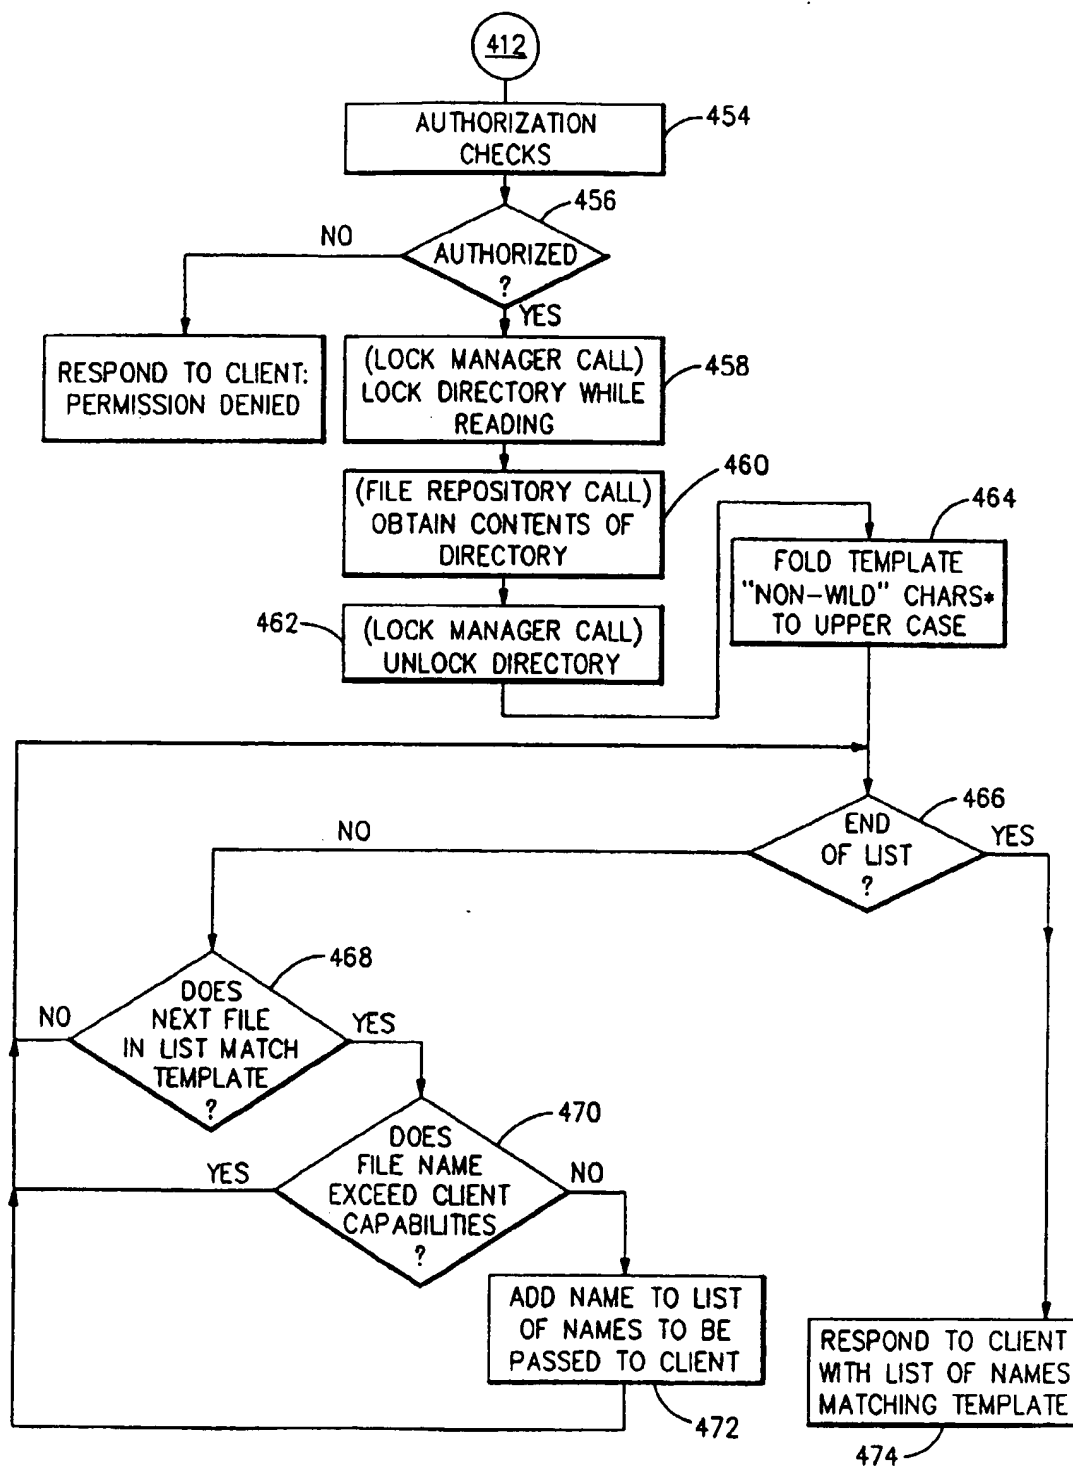 412
AUTHORIZATION
CHECKS
454
456
NO
AUTHORIZED
?
YES
RESPOND TO CLIENT:
PERMISSION DENIED
(LOCK MANAGER CALL)
LOCK DIRECTORY WHILE
READING
458
(FILE REPOSITORY CALL)
OBTAIN CONTENTS OF
DIRECTORY
460
462
(LOCK MANAGER CALL)
UNLOCK DIRECTORY
464
FOLD TEMPLATE
"NON-WILD" CHARS*
TO UPPER CASE
466
END
OF LIST
?
NO
YES
468
DOES
NEXT FILE
IN LIST MATCH
TEMPLATE
?
NO
YES
470
DOES
FILE NAME
EXCEED CLIENT
CAPABILITIES
?
YES
NO
ADD NAME TO LIST
OF NAMES TO BE
PASSED TO CLIENT
472
RESPOND TO CLIENT
WITH LIST OF NAMES
MATCHING TEMPLATE
474